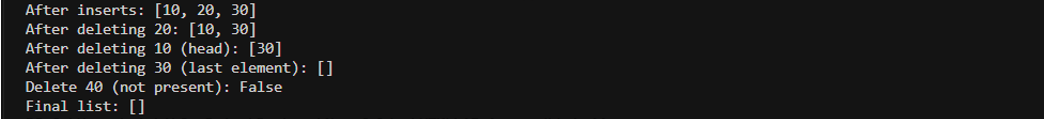 After inserts: [10, 20, 30]
After deleting 20: [10, 30]
After deleting 10 (head): [30]
After deleting 30 (last element): []
Delete 40 (not present): False
Final list: []